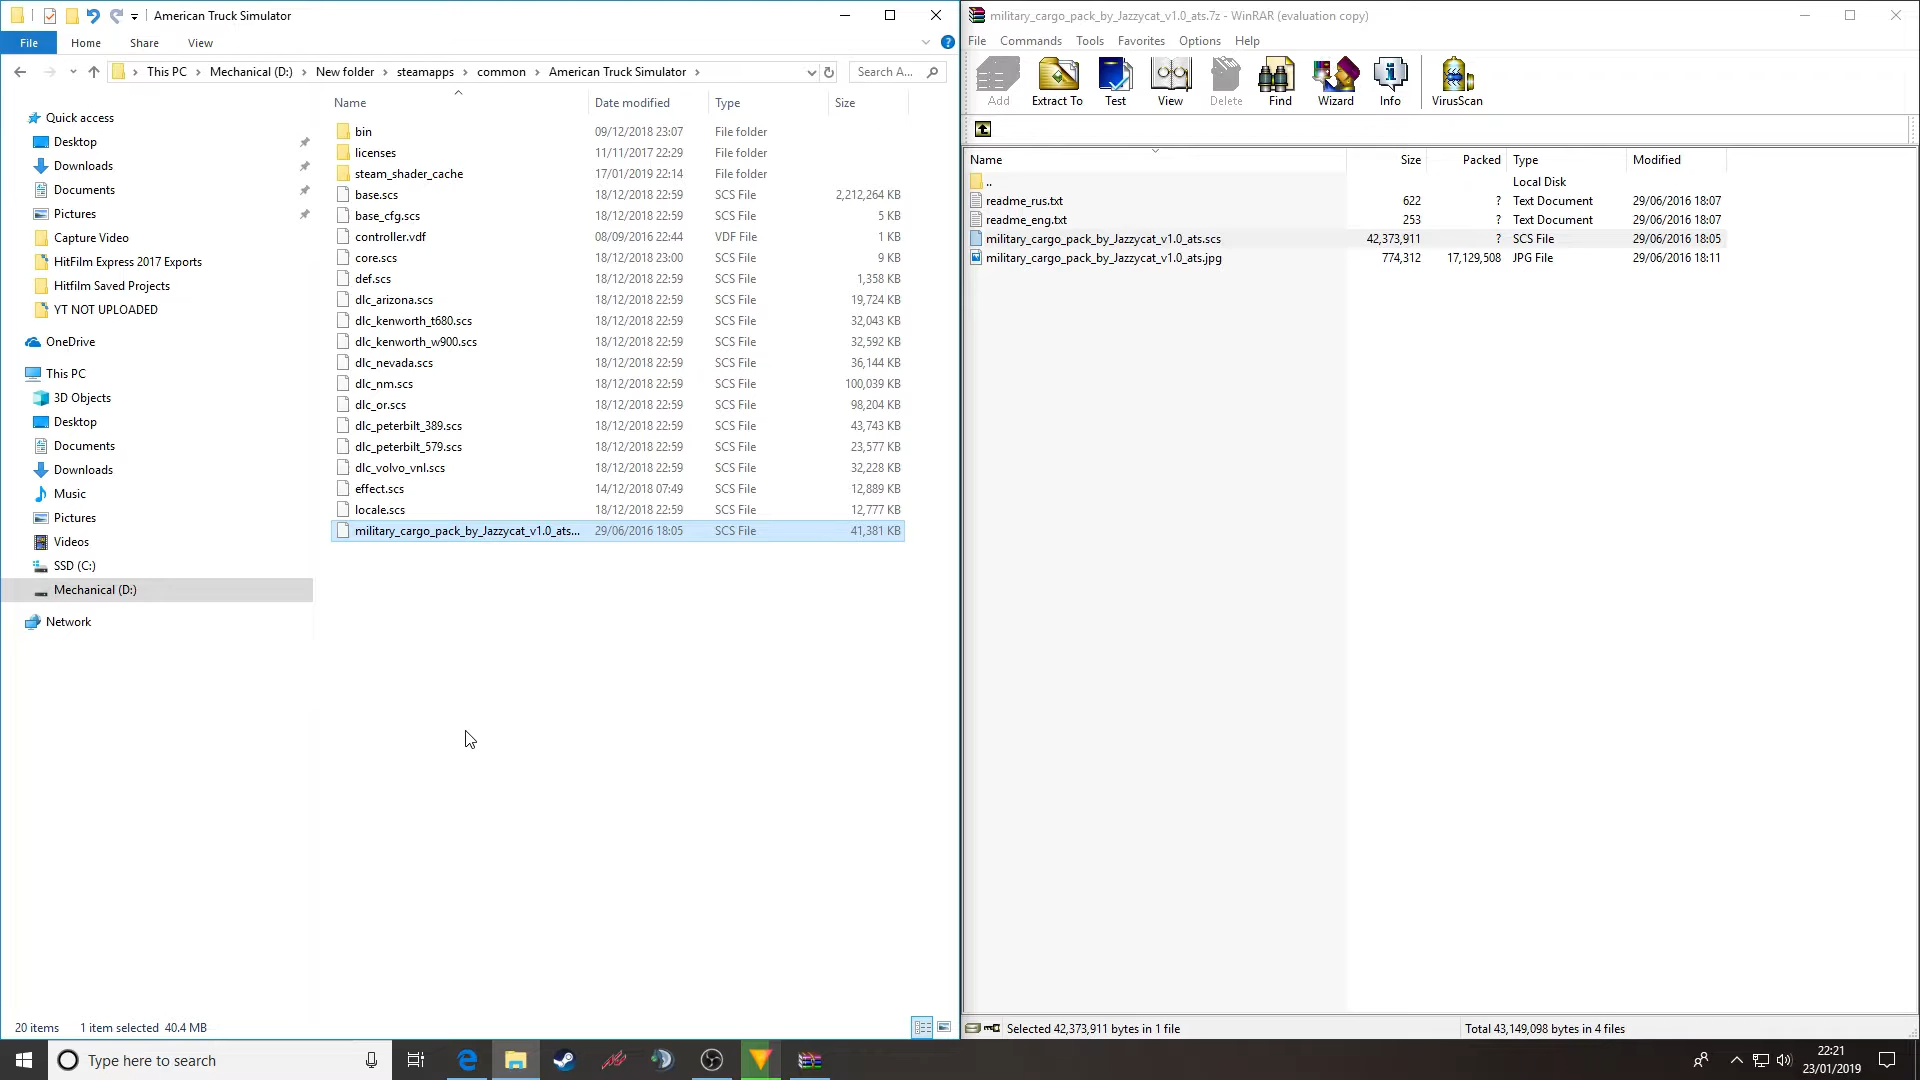 American Truck Simulator
File Home Share View
This PC Mechanical (D:) New folder steamapps common American Truck Simulator
Search A...
Quick access
Desktop
Downloads
Documents
Pictures
Capture Video
HitFilm Express 2017 Exports
Hitfilm Saved Projects
YT NOT UPLOADED
OneDrive
This PC
3D Objects
Desktop
Documents
Downloads
Music
Pictures
Videos
SSD (C:)
Mechanical (D:)
Network
Name Date modified Type Size
bin 09/12/2018 23:07 File folder
licenses 11/11/2017 22:29 File folder
steam_shader_cache 17/01/2019 22:14 File folder
base.scs 18/12/2018 22:59 SCS File 2,212,264 KB
base_cfg.scs 18/12/2018 22:59 SCS File 5 KB
controller.vdf 08/09/2016 22:44 VDF File 1 KB
core.scs 18/12/2018 23:00 SCS File 9 KB
def.scs 18/12/2018 22:59 SCS File 1,358 KB
dlc_arizona.scs 18/12/2018 22:59 SCS File 19,724 KB
dlc_kenworth_t680.scs 18/12/2018 22:59 SCS File 32,043 KB
dlc_kenworth_w900.scs 18/12/2018 22:59 SCS File 32,592 KB
dlc_nevada.scs 18/12/2018 22:59 SCS File 36,144 KB
dlc_nm.scs 18/12/2018 22:59 SCS File 100,039 KB
dlc_or.scs 18/12/2018 22:59 SCS File 98,204 KB
dlc_peterbilt_389.scs 18/12/2018 22:59 SCS File 43,743 KB
dlc_peterbilt_579.scs 18/12/2018 22:59 SCS File 23,577 KB
dlc_volvo_vnl.scs 18/12/2018 22:59 SCS File 32,228 KB
effect.scs 14/12/2018 07:49 SCS File 12,889 KB
locale.scs 18/12/2018 22:59 SCS File 12,777 KB
military_cargo_pack_by_Jazzycat_v1.0_ats... 29/06/2016 18:05 SCS File 41,381 KB
20 items 1 item selected 40.4 MB
military_cargo_pack_by_Jazzycat_v1.0_ats.7z - WinRAR (evaluation copy)
File Commands Tools Favorites Options Help
Add Extract To Test View Delete Find Wizard Info VirusScan
Name Size Packed Type Modified
.. Local Disk
readme_rus.txt 622 ? Text Document 29/06/2016 18:07
readme_eng.txt 253 ? Text Document 29/06/2016 18:07
military_cargo_pack_by_Jazzycat_v1.0_ats.scs 42,373,911 ? SCS File 29/06/2016 18:05
military_cargo_pack_by_Jazzycat_v1.0_ats.jpg 774,312 17,129,508 JPG File 29/06/2016 18:11
Selected 42,373,911 bytes in 1 file Total 43,149,098 bytes in 4 files
Type here to search
22:21
23/01/2019